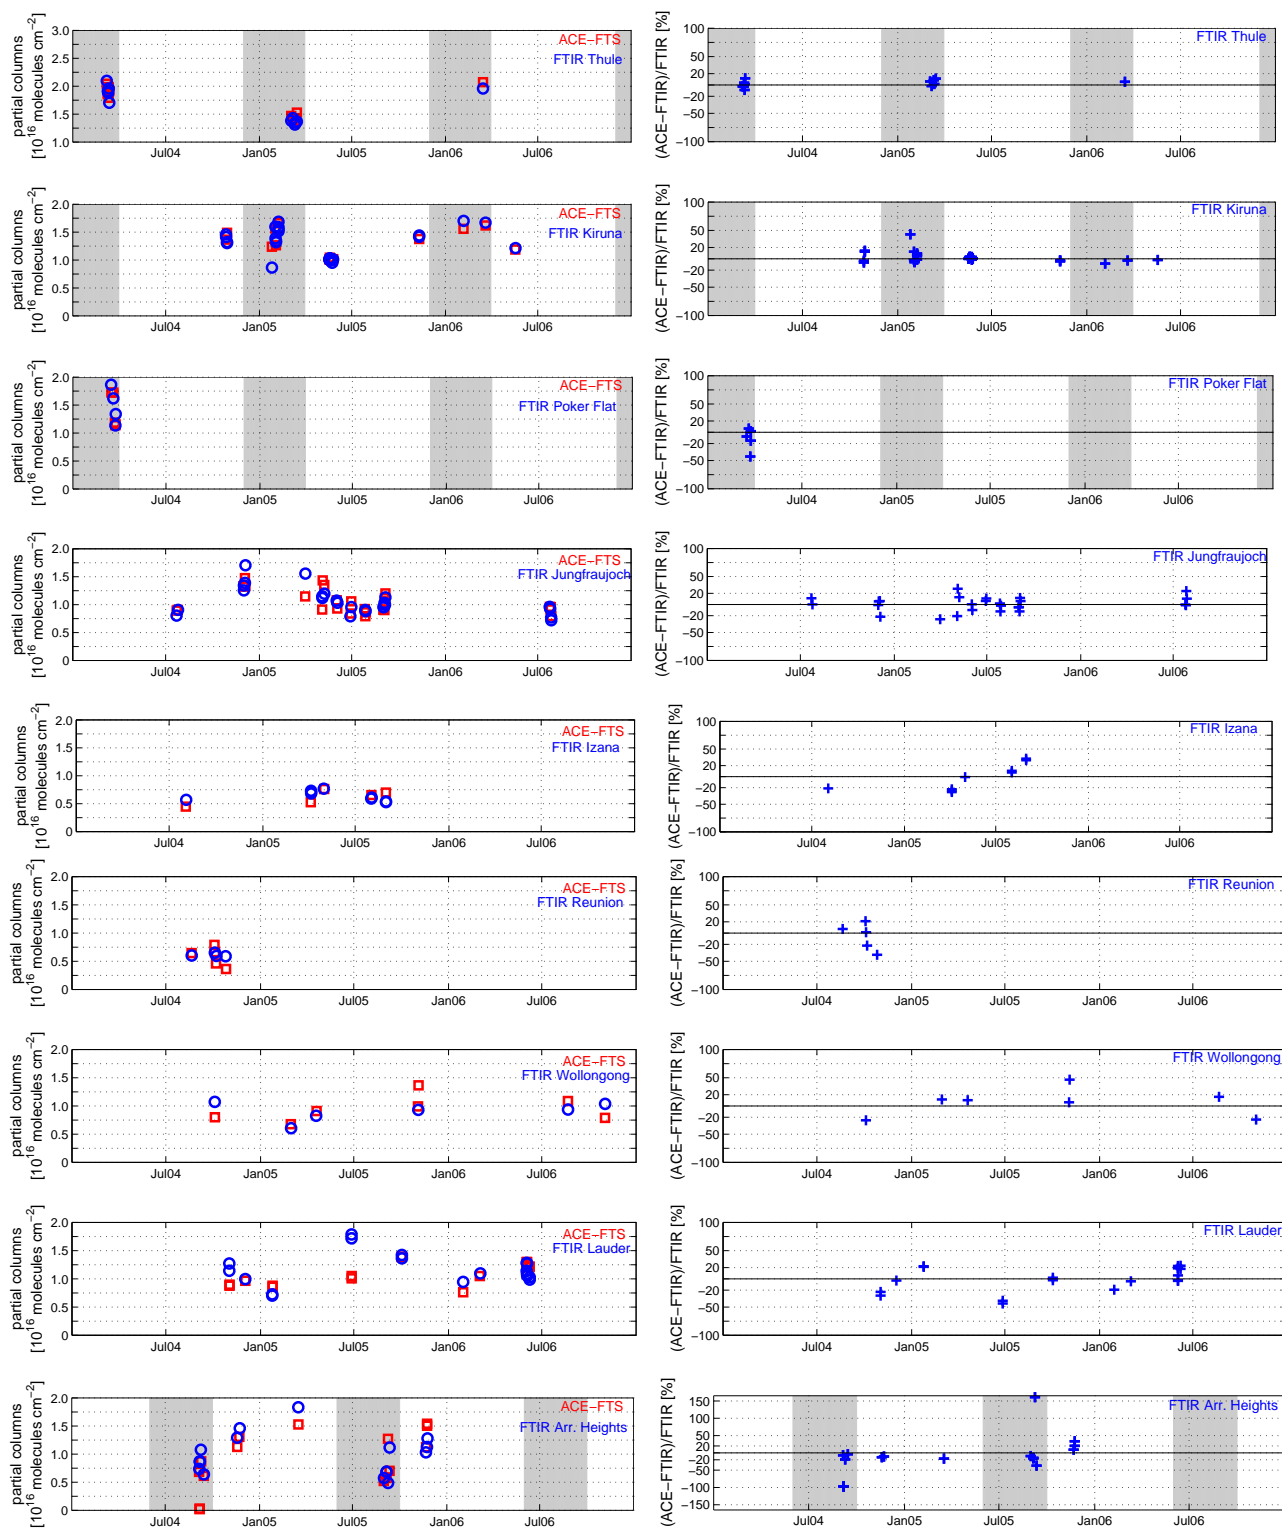 partial columns
[10¹⁶ molecules cm⁻²]
3.0
2.5
2.0
1.5
1.0
ACE−FTS
FTIR Thule
Jul04 Jan05 Jul05 Jan06 Jul06
(ACE−FTIR)/FTIR [%]
100
50
20
−20
−50
−100
FTIR Thule
Jul04 Jan05 Jul05 Jan06 Jul06
partial columns
[10¹⁶ molecules cm⁻²]
2.0
1.5
1.0
0.5
0
ACE−FTS
FTIR Kiruna
Jul04 Jan05 Jul05 Jan06 Jul06
(ACE−FTIR)/FTIR [%]
100
50
20
−20
−50
−100
FTIR Kiruna
Jul04 Jan05 Jul05 Jan06 Jul06
partial columns
[10¹⁶ molecules cm⁻²]
2.0
1.5
1.0
0.5
0
ACE−FTS
FTIR Poker Flat
Jul04 Jan05 Jul05 Jan06 Jul06
(ACE−FTIR)/FTIR [%]
100
50
20
−20
−50
−100
FTIR Poker Flat
Jul04 Jan05 Jul05 Jan06 Jul06
partial columns
[10¹⁶ molecules cm⁻²]
2.0
1.5
1.0
0.5
0
ACE−FTS
FTIR Jungfraujoch
Jul04 Jan05 Jul05 Jan06 Jul06
(ACE−FTIR)/FTIR [%]
100
50
20
−20
−50
−100
FTIR Jungfraujoch
Jul04 Jan05 Jul05 Jan06 Jul06
partial columns
[10¹⁶ molecules cm⁻²]
2.0
1.5
1.0
0.5
0
ACE−FTS
FTIR Izana
Jul04 Jan05 Jul05 Jan06 Jul06
(ACE−FTIR)/FTIR [%]
100
50
20
−20
−50
−100
FTIR Izana
Jul04 Jan05 Jul05 Jan06 Jul06
partial columns
[10¹⁶ molecules cm⁻²]
2.0
1.5
1.0
0.5
0
ACE−FTS
FTIR Reunion
Jul04 Jan05 Jul05 Jan06 Jul06
(ACE−FTIR)/FTIR [%]
100
50
20
−20
−50
−100
FTIR Reunion
Jul04 Jan05 Jul05 Jan06 Jul06
partial columns
[10¹⁶ molecules cm⁻²]
2.0
1.5
1.0
0.5
0
ACE−FTS
FTIR Wollongong
Jul04 Jan05 Jul05 Jan06 Jul06
(ACE−FTIR)/FTIR [%]
100
50
20
−20
−50
−100
FTIR Wollongong
Jul04 Jan05 Jul05 Jan06 Jul06
partial columns
[10¹⁶ molecules cm⁻²]
2.0
1.5
1.0
0.5
0
ACE−FTS
FTIR Lauder
Jul04 Jan05 Jul05 Jan06 Jul06
(ACE−FTIR)/FTIR [%]
100
50
20
−20
−50
−100
FTIR Lauder
Jul04 Jan05 Jul05 Jan06 Jul06
partial columns
[10¹⁶ molecules cm⁻²]
2.0
1.5
1.0
0.5
0
ACE−FTS
FTIR Arr. Heights
Jul04 Jan05 Jul05 Jan06 Jul06
(ACE−FTIR)/FTIR [%]
150
100
50
20
−20
−50
−100
−150
FTIR Arr. Heights
Jul04 Jan05 Jul05 Jan06 Jul06